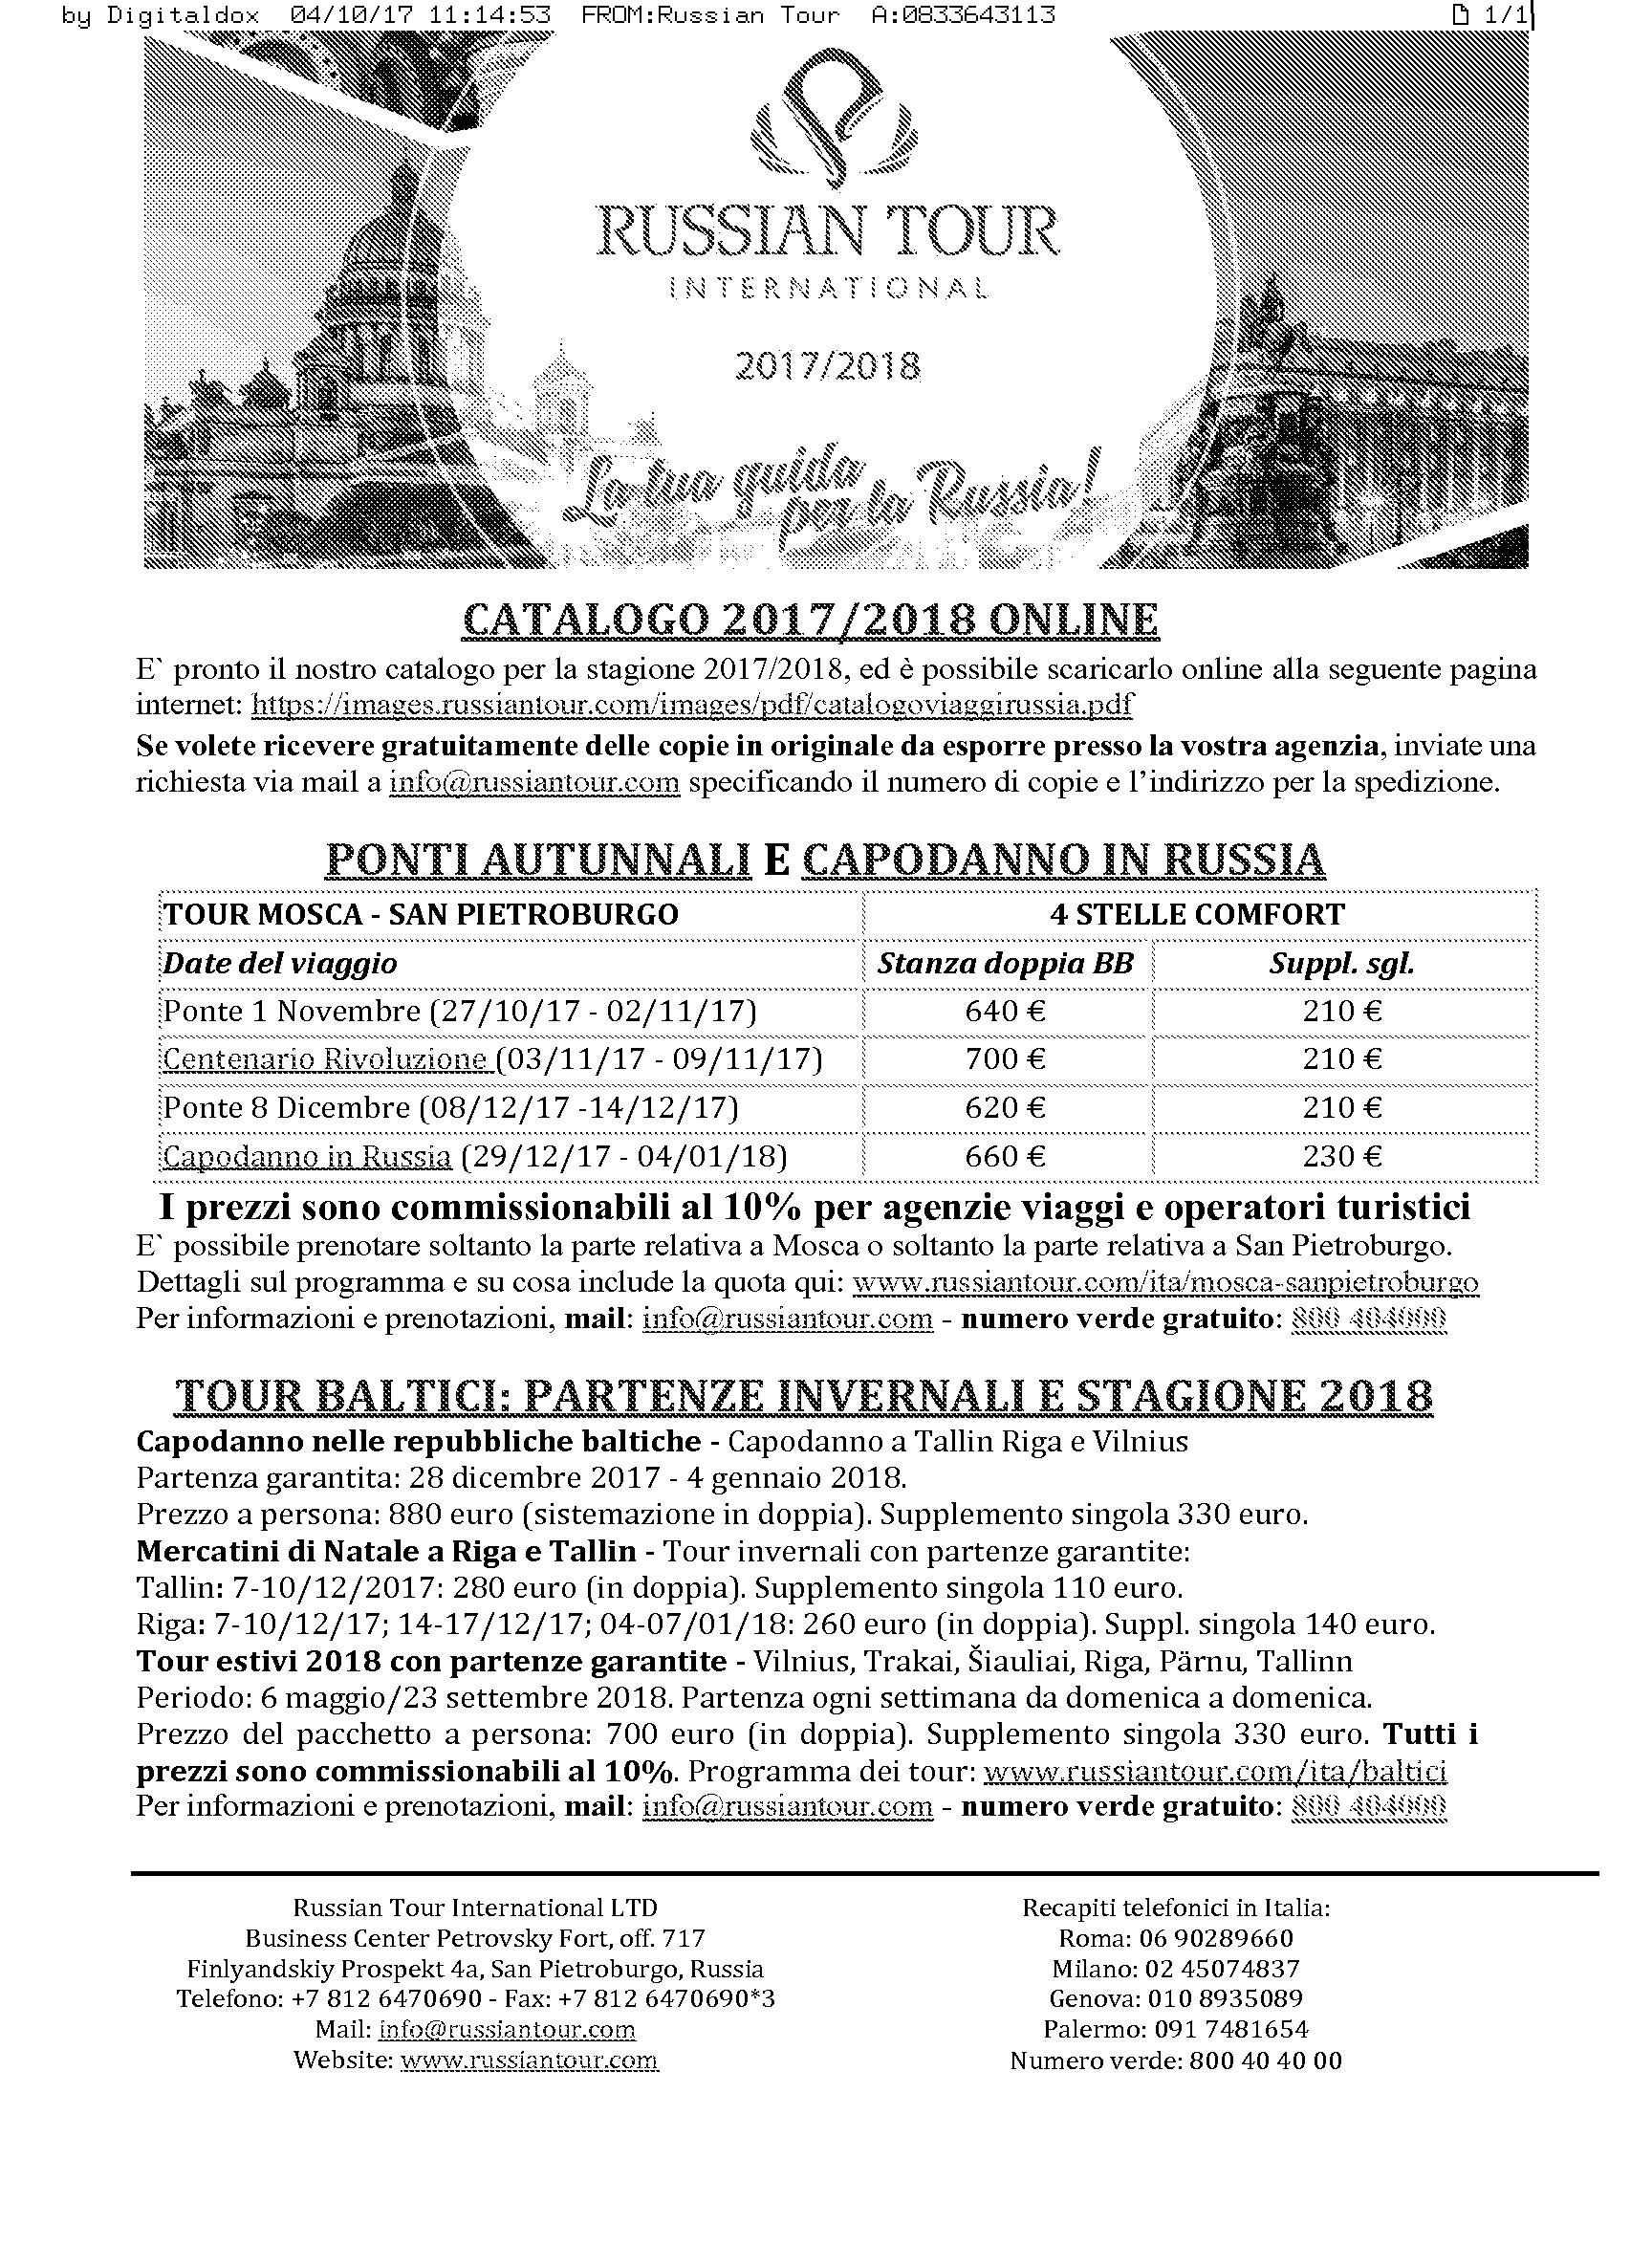 by Digitaldox 04/10/17 11:14:53 FROM:Russian Tour A:0833643113 1/1
RUSSIAN TOUR
INTERNATIONAL
2017/2018
La tua guida
per la Russia!
CATALOGO 2017/2018 ONLINE
E` pronto il nostro catalogo per la stagione 2017/2018, ed è possibile scaricarlo online alla seguente pagina
internet: https://images.russiantour.com/images/pdf/catalogoviaggirussia.pdf
Se volete ricevere gratuitamente delle copie in originale da esporre presso la vostra agenzia, inviate una
richiesta via mail a info@russiantour.com specificando il numero di copie e l’indirizzo per la spedizione.
PONTI AUTUNNALI E CAPODANNO IN RUSSIA
TOUR MOSCA - SAN PIETROBURGO 4 STELLE COMFORT
Date del viaggio Stanza doppia BB Suppl. sgl.
Ponte 1 Novembre (27/10/17 - 02/11/17) 640 € 210 €
Centenario Rivoluzione (03/11/17 - 09/11/17) 700 € 210 €
Ponte 8 Dicembre (08/12/17 -14/12/17) 620 € 210 €
Capodanno in Russia (29/12/17 - 04/01/18) 660 € 230 €
I prezzi sono commissionabili al 10% per agenzie viaggi e operatori turistici
E` possibile prenotare soltanto la parte relativa a Mosca o soltanto la parte relativa a San Pietroburgo.
Dettagli sul programma e su cosa include la quota qui: www.russiantour.com/ita/mosca-sanpietroburgo
Per informazioni e prenotazioni, mail: info@russiantour.com - numero verde gratuito: 800 404000
TOUR BALTICI: PARTENZE INVERNALI E STAGIONE 2018
Capodanno nelle repubbliche baltiche - Capodanno a Tallin Riga e Vilnius
Partenza garantita: 28 dicembre 2017 - 4 gennaio 2018.
Prezzo a persona: 880 euro (sistemazione in doppia). Supplemento singola 330 euro.
Mercatini di Natale a Riga e Tallin - Tour invernali con partenze garantite:
Tallin: 7-10/12/2017: 280 euro (in doppia). Supplemento singola 110 euro.
Riga: 7-10/12/17; 14-17/12/17; 04-07/01/18: 260 euro (in doppia). Suppl. singola 140 euro.
Tour estivi 2018 con partenze garantite - Vilnius, Trakai, Šiauliai, Riga, Pärnu, Tallinn
Periodo: 6 maggio/23 settembre 2018. Partenza ogni settimana da domenica a domenica.
Prezzo del pacchetto a persona: 700 euro (in doppia). Supplemento singola 330 euro. Tutti i
prezzi sono commissionabili al 10%. Programma dei tour: www.russiantour.com/ita/baltici
Per informazioni e prenotazioni, mail: info@russiantour.com - numero verde gratuito: 800 404000
Russian Tour International LTD
Business Center Petrovsky Fort, off. 717
Finlyandskiy Prospekt 4a, San Pietroburgo, Russia
Telefono: +7 812 6470690 - Fax: +7 812 6470690*3
Mail: info@russiantour.com
Website: www.russiantour.com
Recapiti telefonici in Italia:
Roma: 06 90289660
Milano: 02 45074837
Genova: 010 8935089
Palermo: 091 7481654
Numero verde: 800 40 40 00